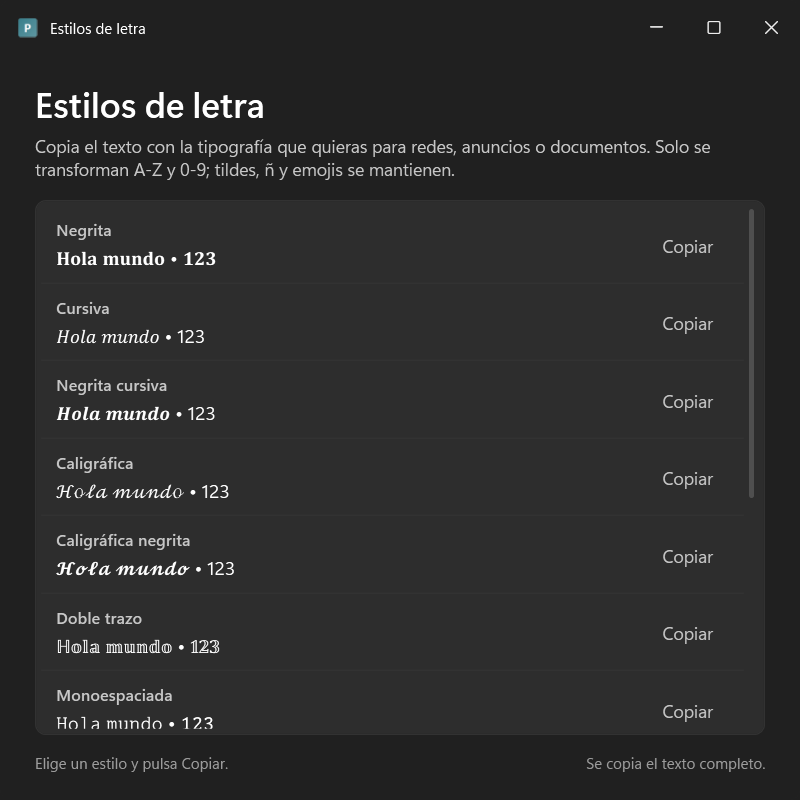 P
Estilos de letra
Estilos de letra
Copia el texto con la tipografía que quieras para redes, anuncios o documentos. Solo se
transforman A-Z y 0-9; tildes, ñ y emojis se mantienen.
Negrita
𝐇𝐨𝐥𝐚 𝐦𝐮𝐧𝐝𝐨 • 𝟏𝟐𝟑
Copiar
Cursiva
𝐻𝑜𝑙𝑎 𝑚𝑢𝑛𝑑𝑜 • 123
Copiar
Negrita cursiva
𝑯𝒐𝒍𝒂 𝒎𝒖𝒏𝒅𝒐 • 123
Copiar
Caligráfica
ℋℴ𝓁𝒶 𝓂𝓊𝓃𝒹ℴ • 123
Copiar
Caligráfica negrita
𝓗𝓸𝓵𝓪 𝓶𝓾𝓷𝓭𝓸 • 123
Copiar
Doble trazo
ℍ𝕠𝕝𝕒 𝕞𝕦𝕟𝕕𝕠 • 𝟙𝟚𝟛
Copiar
Monoespaciada
𝙷𝚘𝚕𝚊 𝚖𝚞𝚗𝚍𝚘 • 𝟷𝟸𝟹
Copiar
Elige un estilo y pulsa Copiar.
Se copia el texto completo.